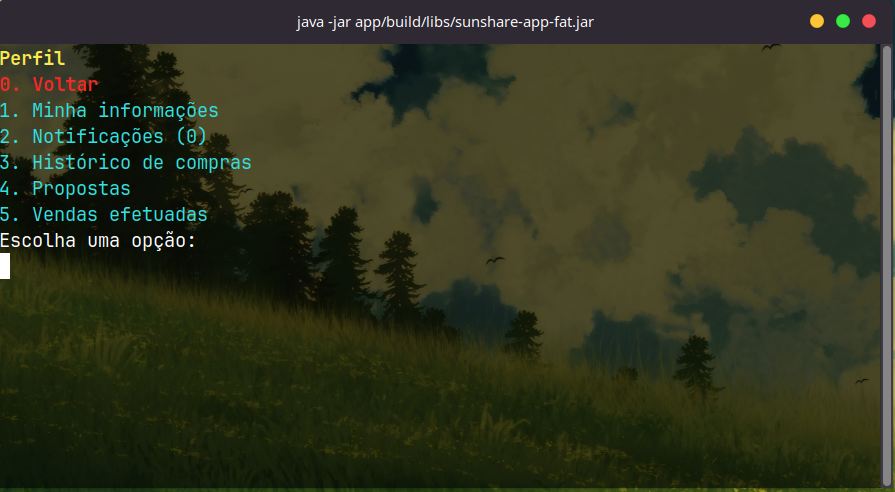 java -jar app/build/libs/sunshare-app-fat.jar
Perfil
0. Voltar
1. Minha informações
2. Notificações (0)
3. Histórico de compras
4. Propostas
5. Vendas efetuadas
Escolha uma opção: